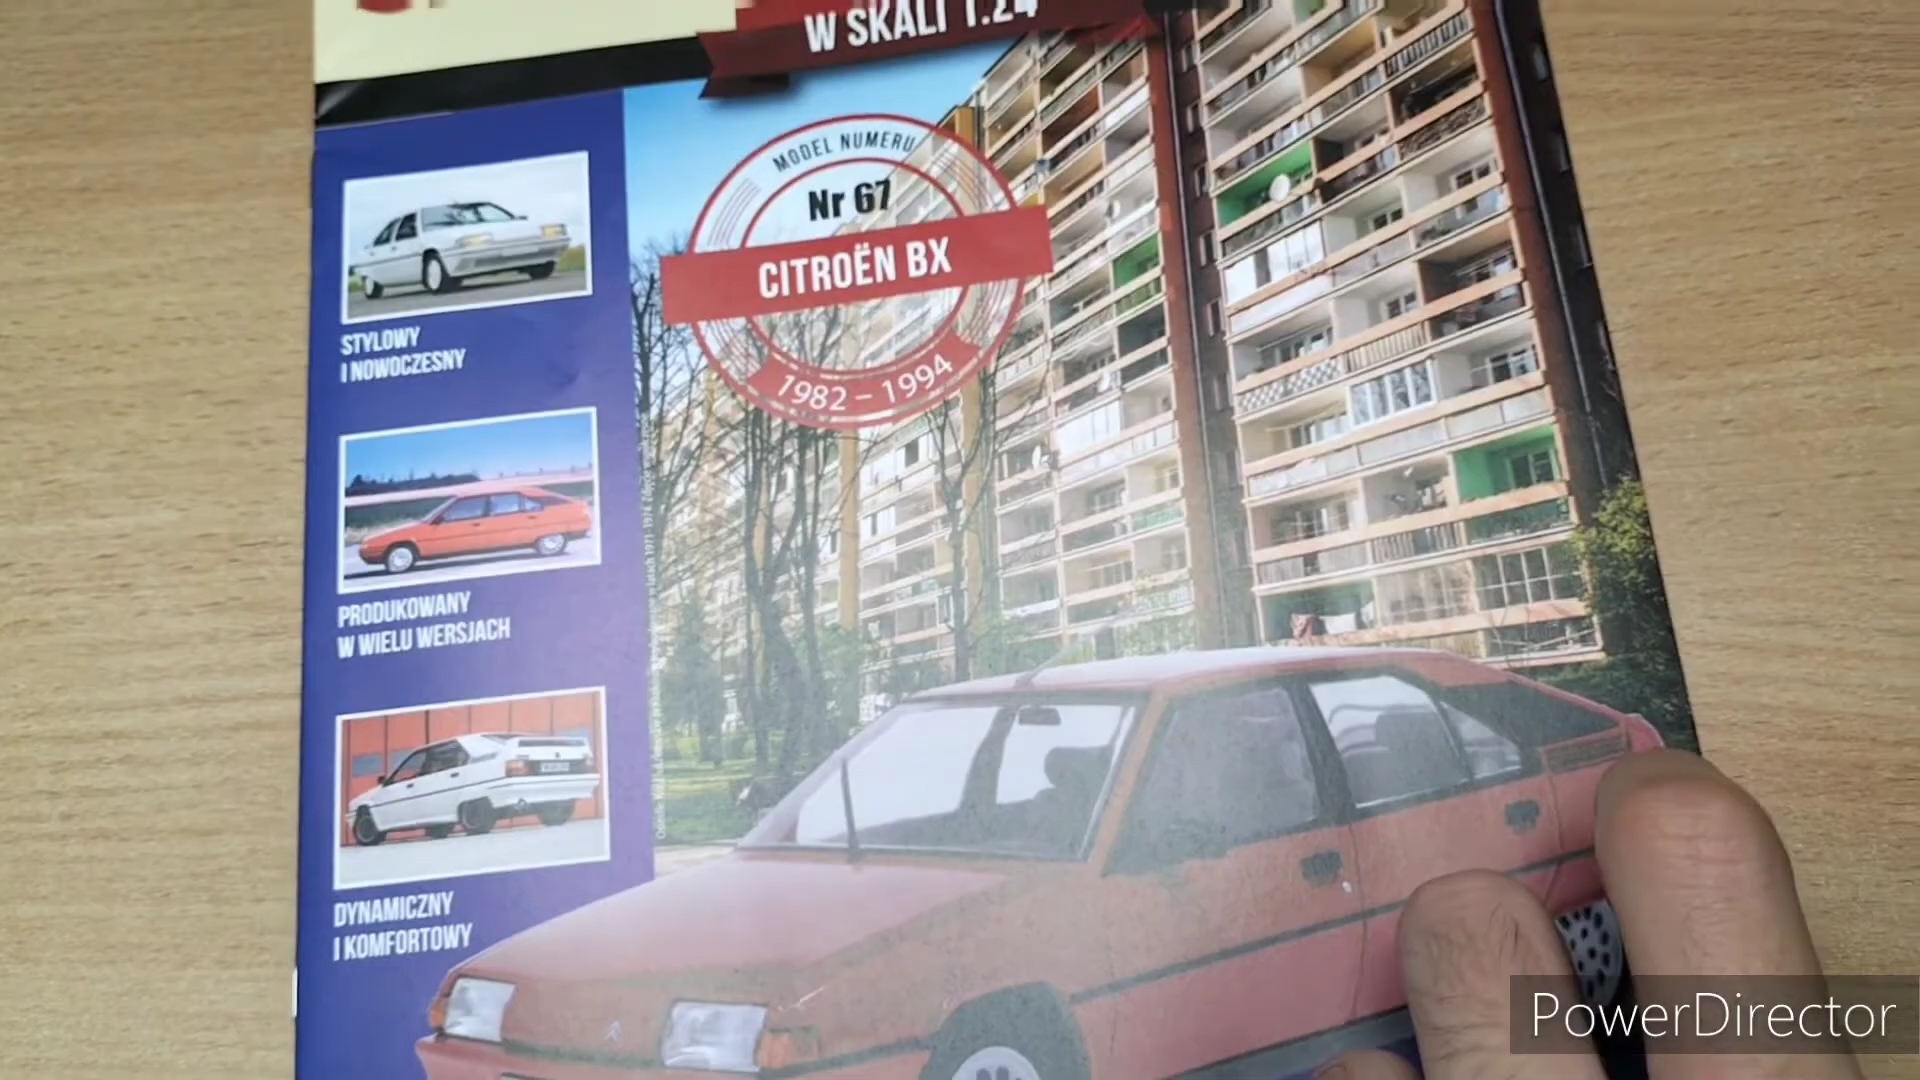 W SKALI 1:24
MODEL NUMERU
Nr 67
CITROËN BX
1982 – 1994
STYLOWY
I NOWOCZESNY
PRODUKOWANY
W WIELU WERSJACH
DYNAMICZNY
I KOMFORTOWY
PowerDirector